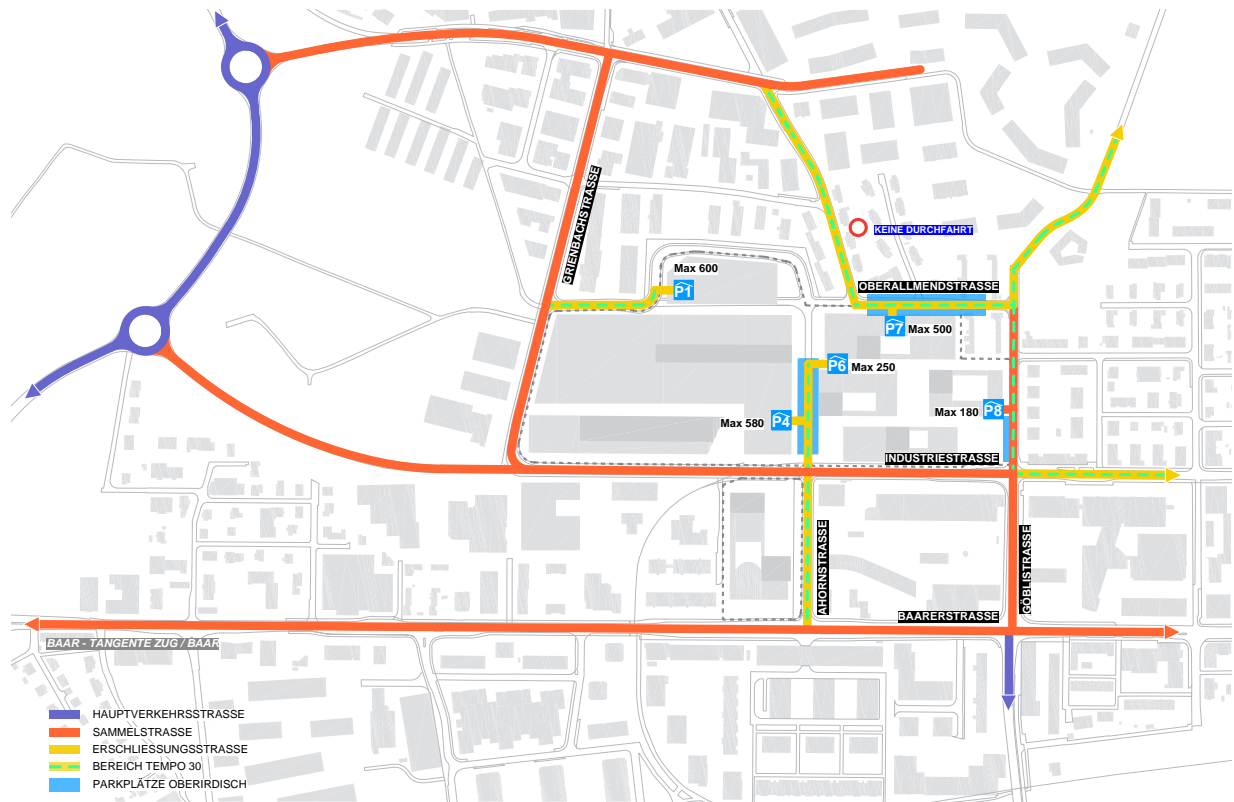 GRIENBACHSTRASSE
KEINE DURCHFAHRT
Max 600
P1
OBERALLMENDSTRASSE
P7 Max 500
P6 Max 250
Max 180 P8
Max 580 P4
INDUSTRIESTRASSE
AHORNSTRASSE
GÖBLISTRASSE
BAARERSTRASSE
BAAR - TANGENTE ZUG / BAAR
HAUPTVERKEHRSSTRASSE
SAMMELSTRASSE
ERSCHLIESSUNGSSTRASSE
BEREICH TEMPO 30
PARKPLÄTZE OBERIRDISCH